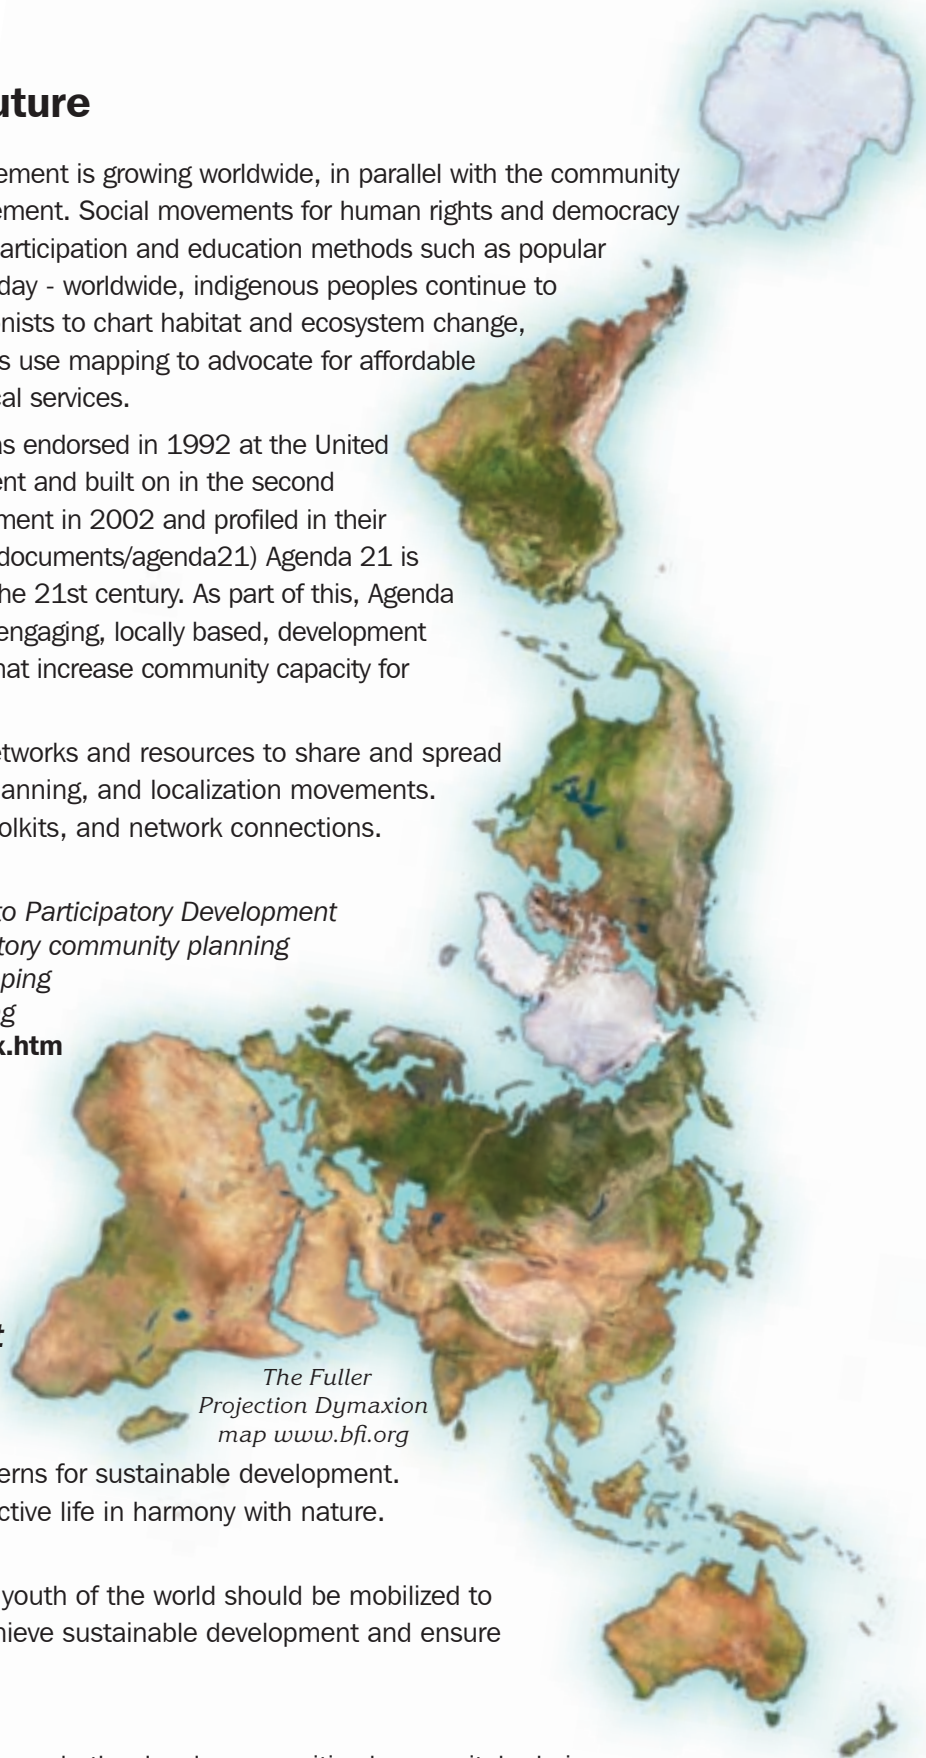 uture
ement is growing worldwide, in parallel with the community
ement. Social movements for human rights and democracy
articipation and education methods such as popular
day - worldwide, indigenous peoples continue to
nists to chart habitat and ecosystem change,
s use mapping to advocate for affordable
cal services.
as endorsed in 1992 at the United
ent and built on in the second
ment in 2002 and profiled in their
documents/agenda21) Agenda 21 is
he 21st century. As part of this, Agenda
engaging, locally based, development
hat increase community capacity for
etworks and resources to share and spread
anning, and localization movements.
olkits, and network connections.
to Participatory Development
tory community planning
ping
g
x.htm
t
The Fuller
Projection Dymaxion
map www.bfi.org
erns for sustainable development.
ctive life in harmony with nature.
youth of the world should be mobilized to
hieve sustainable development and ensure